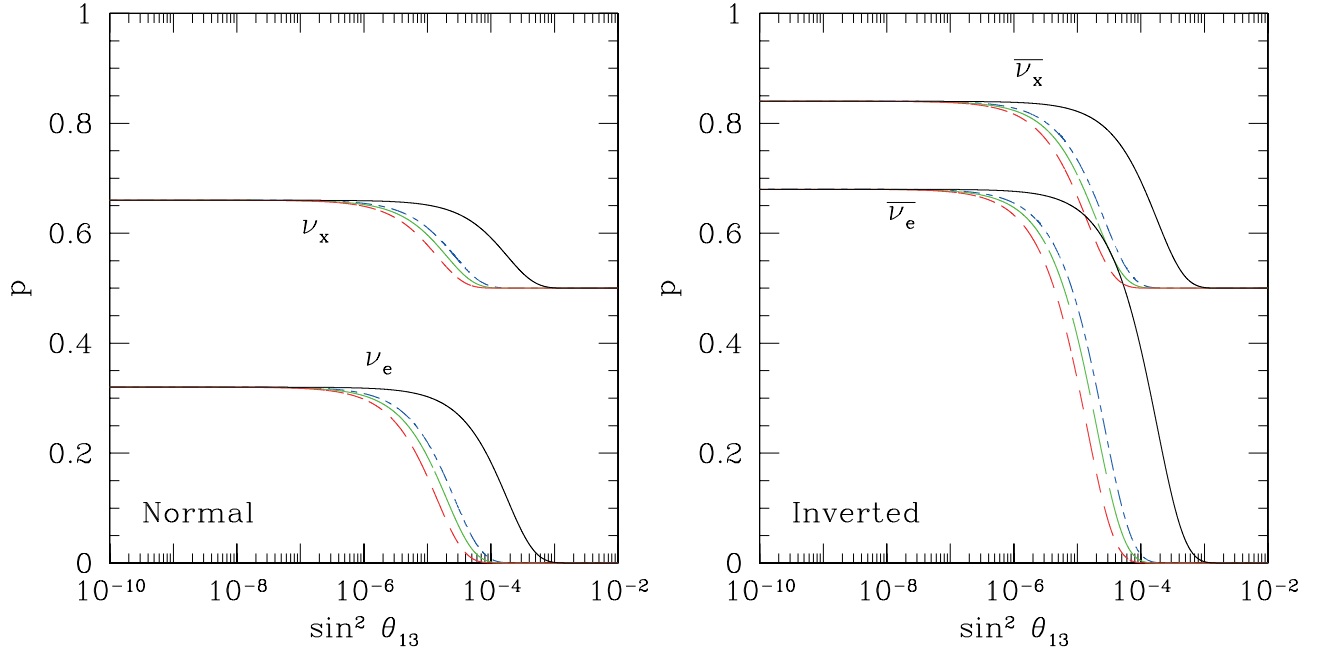 1
0.8
0.6
0.4
0.2
0
p
ν_x
ν_e
Normal
10⁻¹⁰ 10⁻⁸ 10⁻⁶ 10⁻⁴ 10⁻²
sin² θ₁₃
1
0.8
0.6
0.4
0.2
0
p
ν̅_x
ν̅_e
Inverted
10⁻¹⁰ 10⁻⁸ 10⁻⁶ 10⁻⁴ 10⁻²
sin² θ₁₃